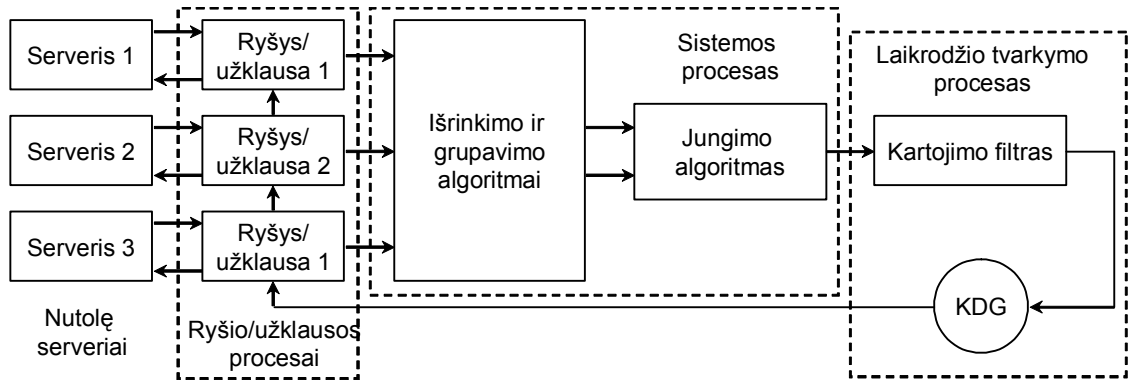 Serveris 1
Ryšys/
užklausa 1
Serveris 2
Ryšys/
užklausa 2
Serveris 3
Ryšys/
užklausa 1
Nutolę
serveriai
Ryšio/užklausos
procesai
Išrinkimo ir
grupavimo
algoritmai
Sistemos
procesas
Jungimo
algoritmas
Laikrodžio tvarkymo
procesas
Kartojimo filtras
KDG